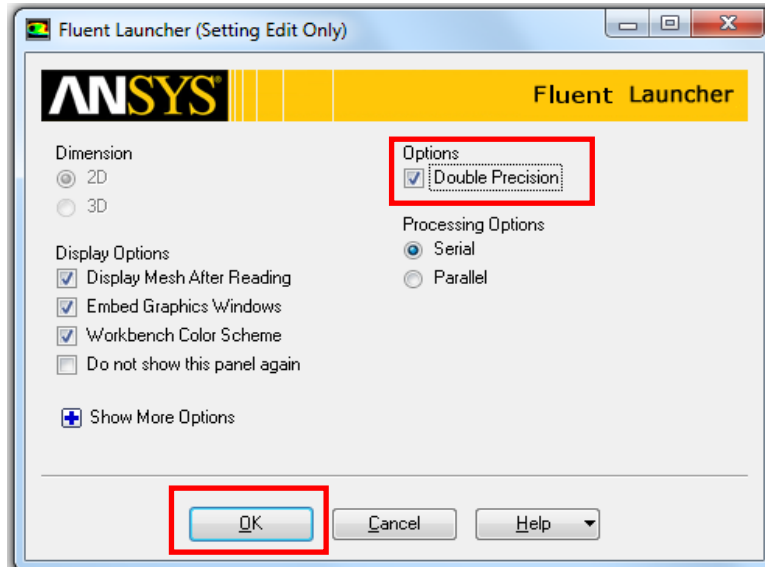 Fluent Launcher (Setting Edit Only)
ANSYS®
Fluent Launcher
Dimension
2D
3D
Display Options
Display Mesh After Reading
Embed Graphics Windows
Workbench Color Scheme
Do not show this panel again
Show More Options
Options
Double Precision
Processing Options
Serial
Parallel
OK
Cancel
Help